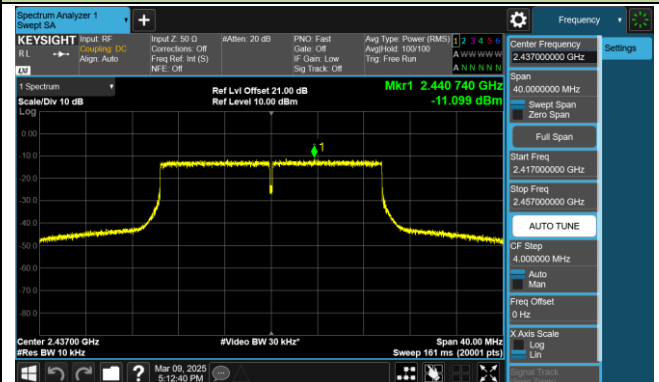 Spectrum Analyzer 1
Swept SA
+
Frequency
KEYSIGHT
RL
LXI
Input: RF
Coupling: DC
Align: Auto
Input Z: 50 Ω
Corrections: Off
Freq Ref: Int (S)
NFE: Off
#Atten: 20 dB
PNO: Fast
Gate: Off
IF Gain: Low
Sig Track: Off
Avg Type: Power (RMS)
Avg|Hold: 100/100
Trig: Free Run
1 2 3 4 5 6
A WW W W W
A N N N N N
1 Spectrum
Scale/Div 10 dB
Log
Ref Lvl Offset 21.00 dB
Ref Level 10.00 dBm
Mkr1 2.440 740 GHz
-11.099 dBm
0.00
-10.0
-20.0
-30.0
-40.0
-50.0
-60.0
-70.0
-80.0
1
Center 2.43700 GHz
#Res BW 10 kHz
#Video BW 30 kHz*
Span 40.00 MHz
Sweep 161 ms (20001 pts)
Center Frequency
2.437000000 GHz
Settings
Span
40.0000000 MHz
Swept Span
Zero Span
Full Span
Start Freq
2.417000000 GHz
Stop Freq
2.457000000 GHz
AUTO TUNE
CF Step
4.000000 MHz
Auto
Man
Freq Offset
0 Hz
X Axis Scale
Log
Lin
Signal Track
?
Mar 09, 2025
5:12:40 PM